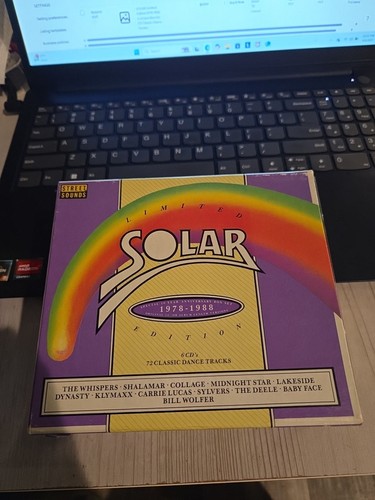 STREET
SOUNDS
LIMITED
SOLAR
1978-1988
EDITION
6 CD's
72 CLASSIC DANCE TRACKS
THE WHISPERS · SHALAMAR · COLLAGE · MIDNIGHT STAR · LAKESIDE
DYNASTY · KLYMAXX · CARRIE LUCAS · SYLVERS · THE DEELE · BABY FACE
BILL WOLFER